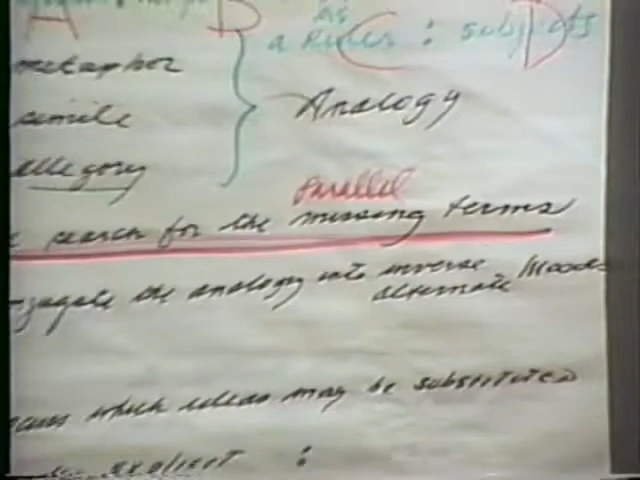 A B C D
as
a Ruler : subjects
metaphor
simile
allegory
Analogy
Parallel
search for the missing terms
the analogy into inverse
alternate Moods
which ideas may be substituted
explicit :